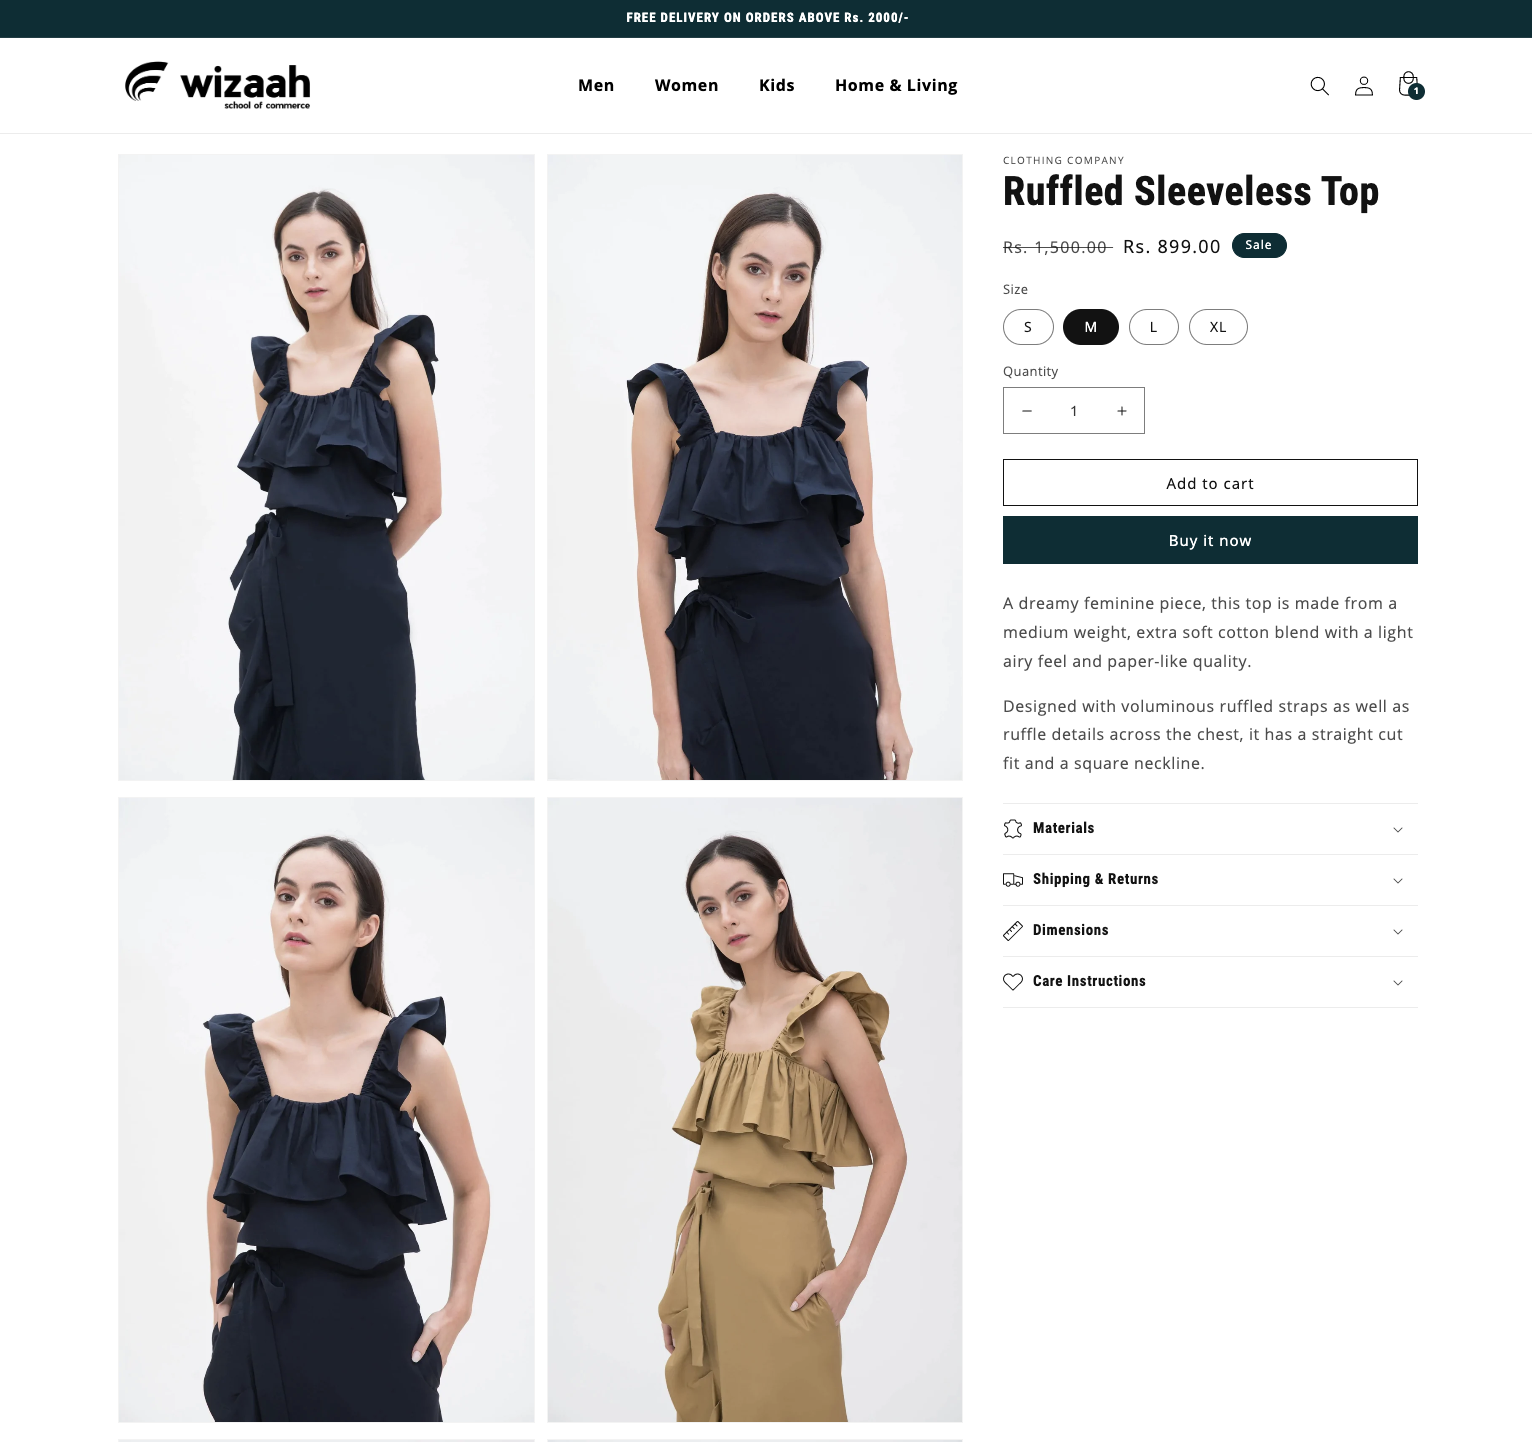 FREE DELIVERY ON ORDERS ABOVE Rs. 2000/-
wizaah
school of commerce
Men Women Kids Home & Living
1
CLOTHING COMPANY
Ruffled Sleeveless Top
Rs. 1,500.00 Rs. 899.00 Sale
Size
S M L XL
Quantity
− 1 +
Add to cart
Buy it now
A dreamy feminine piece, this top is made from a
medium weight, extra soft cotton blend with a light
airy feel and paper-like quality.
Designed with voluminous ruffled straps as well as
ruffle details across the chest, it has a straight cut
fit and a square neckline.
Materials
Shipping & Returns
Dimensions
Care Instructions